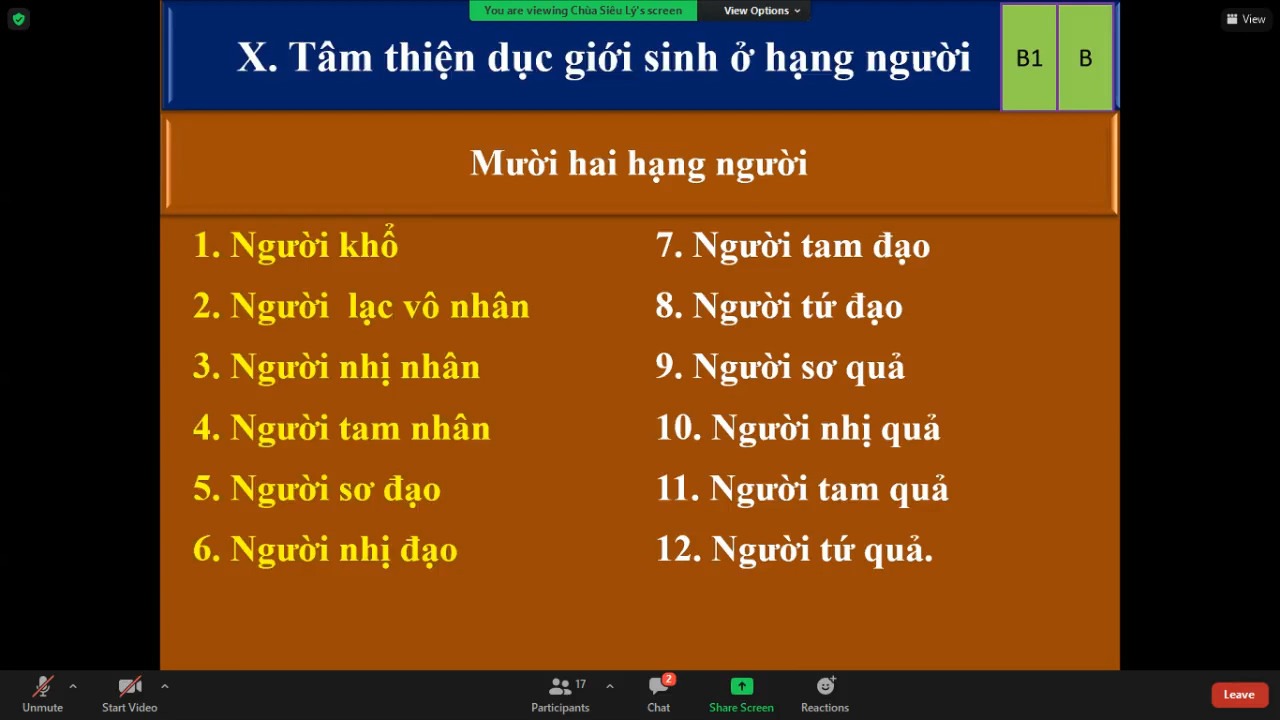 You are viewing Chùa Siêu Lý's screen
View Options
View
X. Tâm thiện dục giới sinh ở hạng người
B1
B
Mười hai hạng người
1. Người khổ
2. Người lạc vô nhân
3. Người nhị nhân
4. Người tam nhân
5. Người sơ đạo
6. Người nhị đạo
7. Người tam đạo
8. Người tứ đạo
9. Người sơ quả
10. Người nhị quả
11. Người tam quả
12. Người tứ quả.
Unmute
Start Video
17
Participants
2
Chat
Share Screen
Reactions
Leave